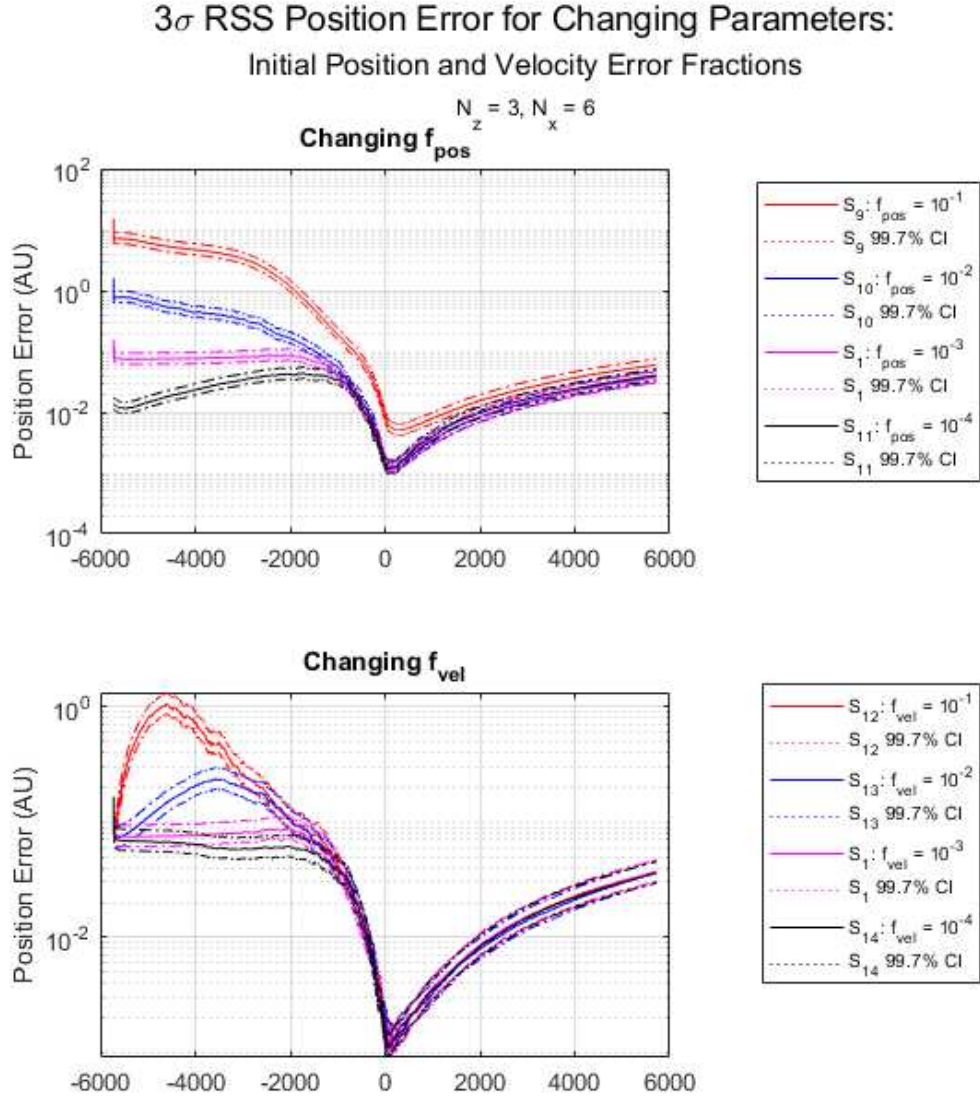 3σ RSS Position Error for Changing Parameters:
Initial Position and Velocity Error Fractions
N_z = 3, N_x = 6
Changing f_pos
Position Error (AU)
10^2
10^0
10^-2
10^-4
-6000 -4000 -2000 0 2000 4000 6000
S_9: f_pos = 10^-1
S_9 99.7% CI
S_10: f_pos = 10^-2
S_10 99.7% CI
S_1: f_pos = 10^-3
S_1 99.7% CI
S_11: f_pos = 10^-4
S_11 99.7% CI
Changing f_vel
Position Error (AU)
10^0
10^-2
-6000 -4000 -2000 0 2000 4000 6000
S_12: f_vel = 10^-1
S_12 99.7% CI
S_13: f_vel = 10^-2
S_13 99.7% CI
S_1: f_vel = 10^-3
S_1 99.7% CI
S_14: f_vel = 10^-4
S_14 99.7% CI